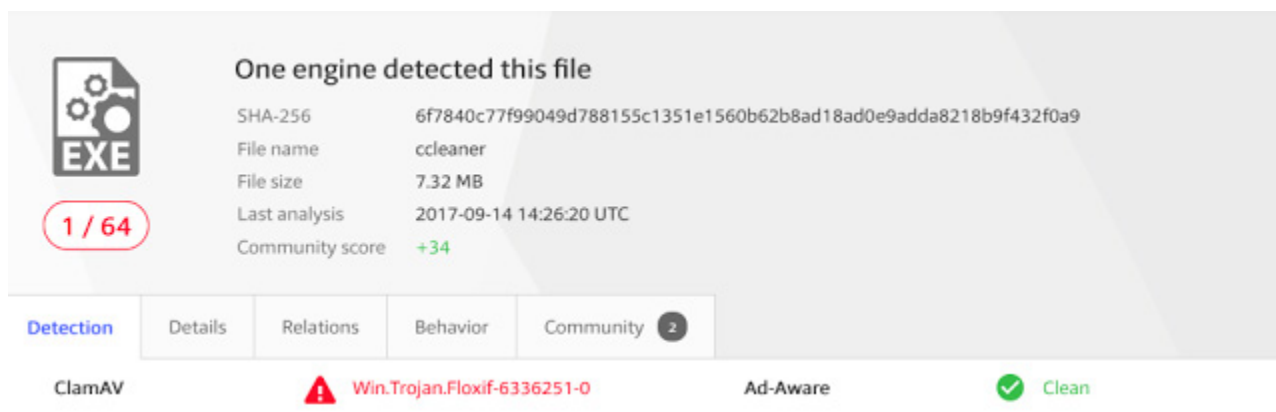 One engine detected this file
SHA-256 6f7840c77f99049d788155c1351e1560b62b8ad18ad0e9adda8218b9f432f0a9
File name ccleaner
File size 7.32 MB
Last analysis 2017-09-14 14:26:20 UTC
Community score +34
EXE
1 / 64
Detection Details Relations Behavior Community 2
ClamAV Win.Trojan.Floxif-6336251-0 Ad-Aware Clean